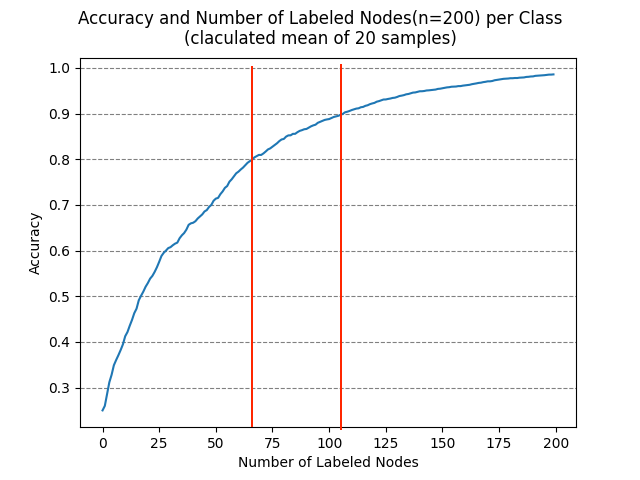 Accuracy and Number of Labeled Nodes(n=200) per Class
(claculated mean of 20 samples)
1.0
0.9
0.8
0.7
0.6
0.5
0.4
0.3
Accuracy
0 25 50 75 100 125 150 175 200
Number of Labeled Nodes